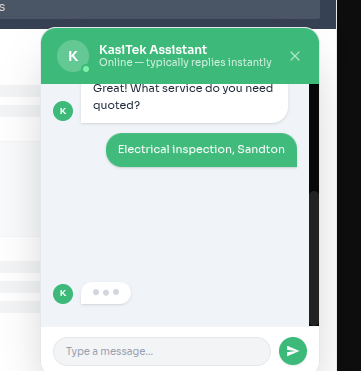 s
K
KasiTek Assistant
Online — typically replies instantly
Great! What service do you need
quoted?
K
Electrical inspection, Sandton
K
Type a message...